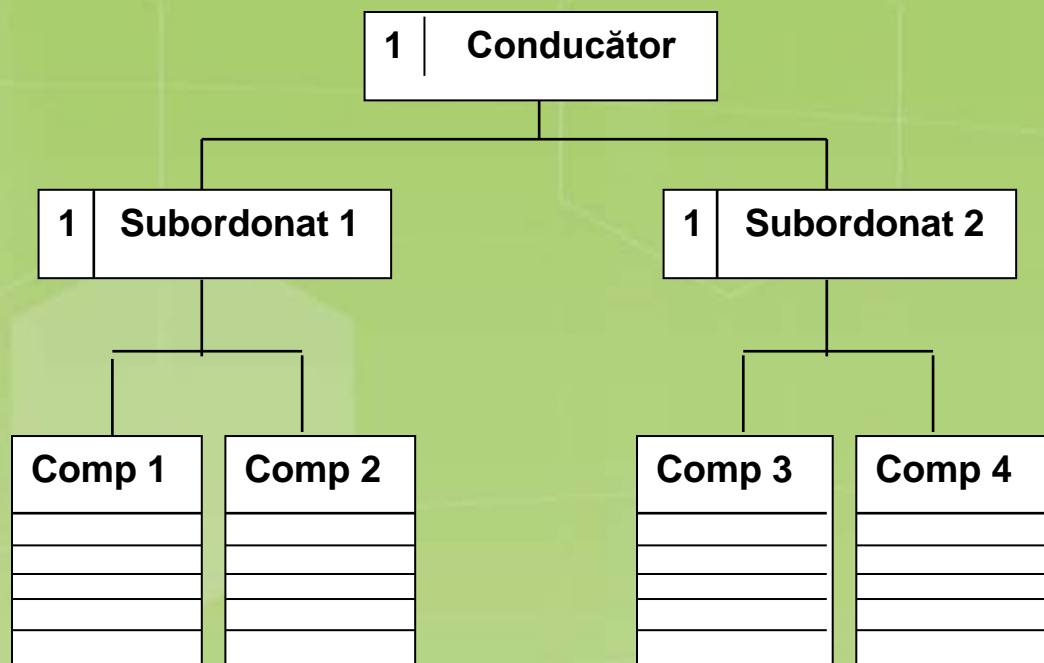 1 Conducător
1 Subordonat 1
1 Subordonat 2
Comp 1
Comp 2
Comp 3
Comp 4